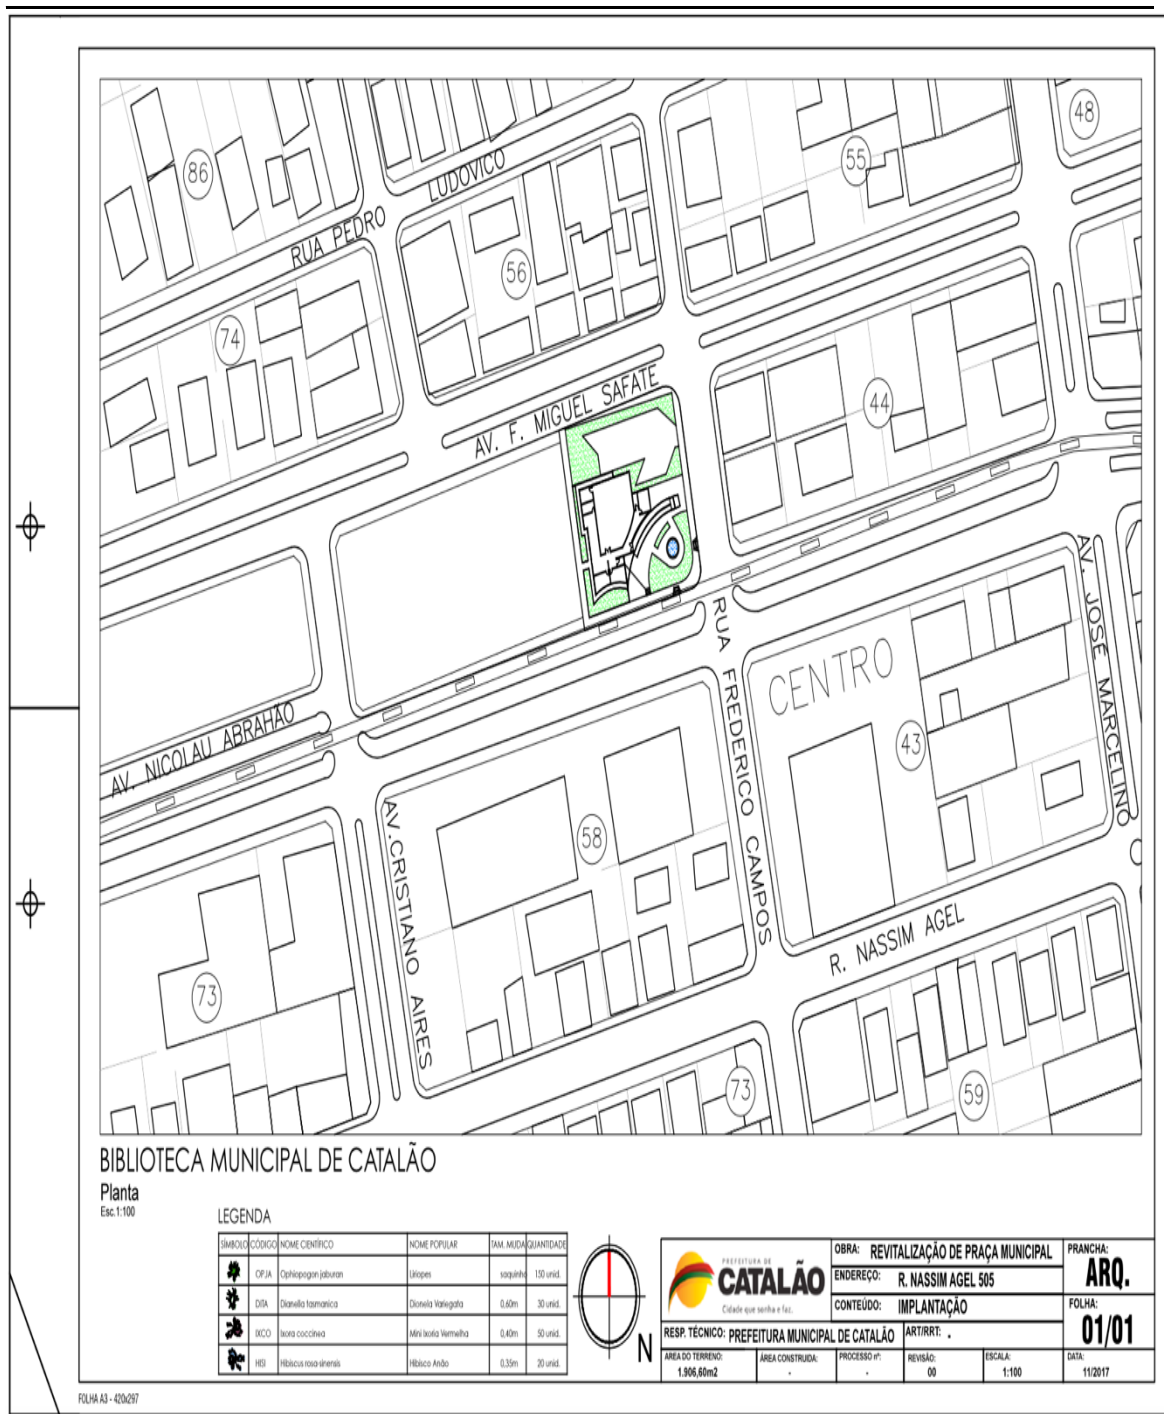 86
48
55
LUDOVICO
RUA PEDRO
56
74
AV. F. MIGUEL SAFATE
44
AV. JOSÉ MARCELINO
RUA FREDERICO CAMPOS
CENTRO
AV. NICOLAU ABRAHÃO
43
AV.CRISTIANO AIRES
58
R. NASSIM AGEL
73
73
59
BIBLIOTECA MUNICIPAL DE CATALÃO
Planta
Esc.1:100
LEGENDA
SÍMBOLO CÓDIGO NOME CIENTÍFICO NOME POPULAR TAM. MUDA QUANTIDADE
OPJA Ophiopogon jaburan Liriopes saquinho 150 unid.
DITA Dianella tasmanica Dionela Variegata 0,60m 30 unid.
IXCO Ixora coccinea Mini Ixoria Vermelha 0,40m 50 unid.
HISI Hibiscus rosa-sinensis Hibisco Anão 0,35m 20 unid.
N
PREFEITURA DE
CATALÃO
Cidade que sonha e faz.
OBRA: REVITALIZAÇÃO DE PRAÇA MUNICIPAL
ENDEREÇO: R. NASSIM AGEL 505
CONTEÚDO: IMPLANTAÇÃO
PRANCHA:
ARQ.
FOLHA:
01/01
RESP. TÉCNICO: PREFEITURA MUNICIPAL DE CATALÃO ART/RRT: .
ÁREA DO TERRENO: ÁREA CONSTRUIDA: PROCESSO nº: REVISÃO: ESCALA: DATA:
1.906,60m2 - - 00 1:100 11/2017
FOLHA A3 - 420x297